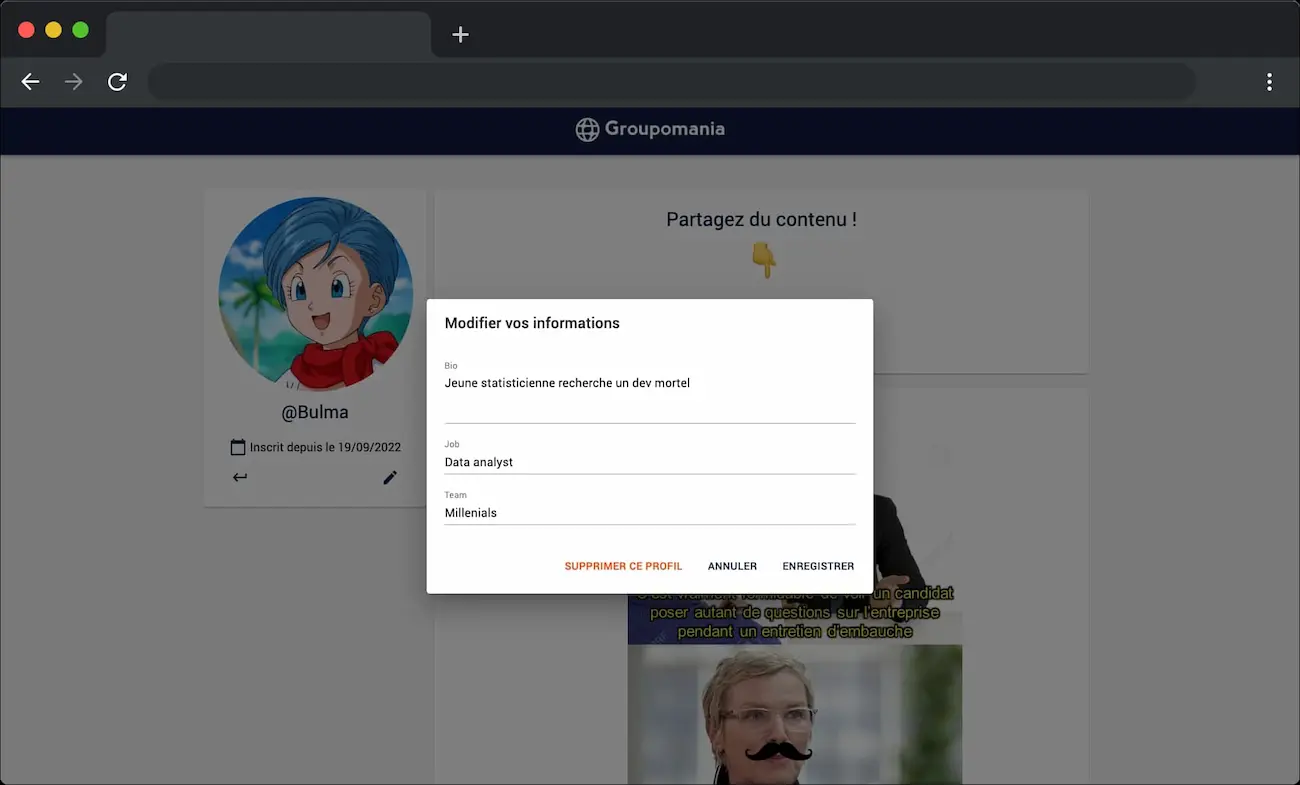 Groupomania
@Bulma
Inscrit depuis le 19/09/2022
Partagez du contenu !
Modifier vos informations
Bio
Jeune statisticienne recherche un dev mortel
Job
Data analyst
Team
Millenials
SUPPRIMER CE PROFIL ANNULER ENREGISTRER
un candidat
poser autant de questions sur l'entreprise
pendant un entretien d'embauche